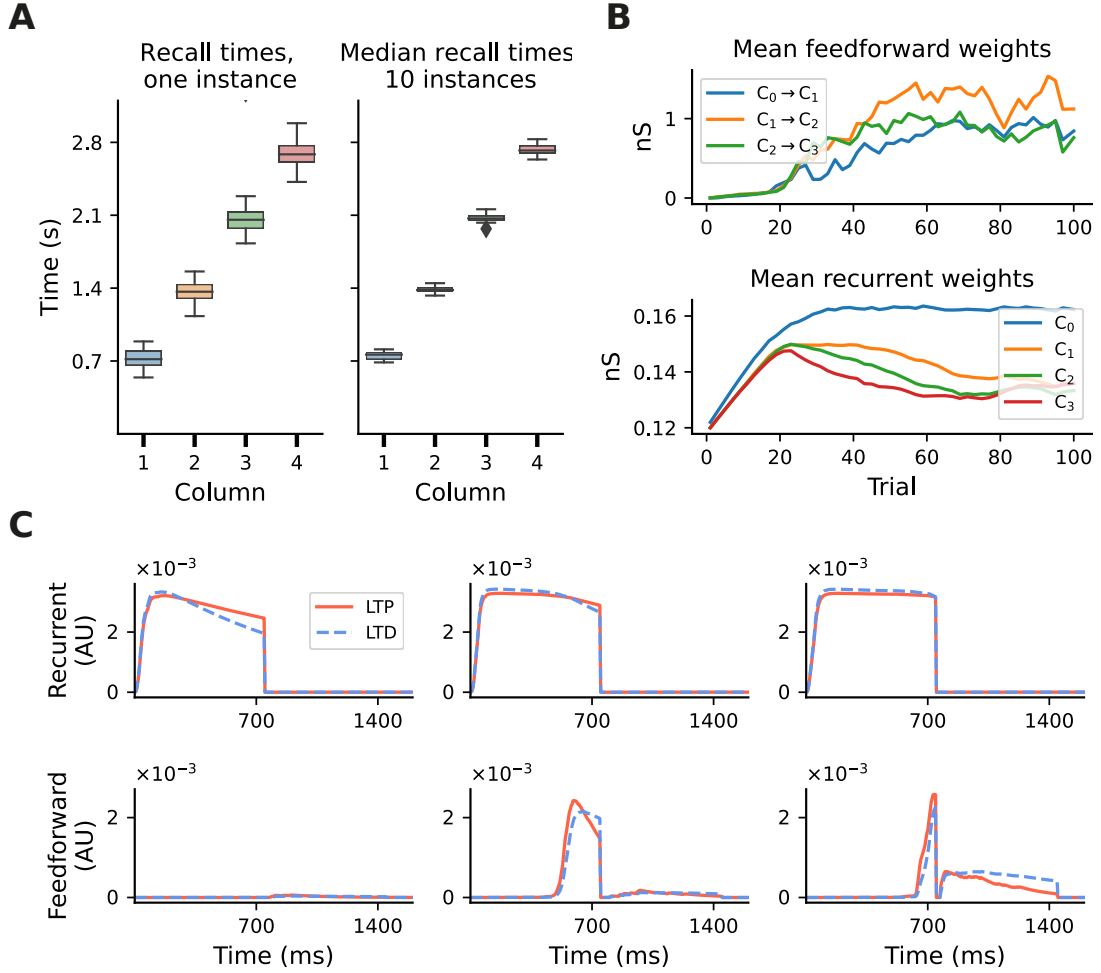 A
Recall times,
one instance
Median recall times
10 instances
Time (s)
2.8
2.1
1.4
0.7
1 2 3 4
Column
1 2 3 4
Column
B
Mean feedforward weights
nS
1
0
C₀→C₁
C₁→C₂
C₂→C₃
0 20 40 60 80 100
Mean recurrent weights
nS
0.16
0.14
0.12
C₀
C₁
C₂
C₃
0 20 40 60 80 100
Trial
C
Recurrent
(AU)
×10⁻³
2
0
LTP
LTD
700 1400
×10⁻³
2
0
700 1400
×10⁻³
2
0
700 1400
Feedforward
(AU)
×10⁻³
2
0
700 1400
Time (ms)
×10⁻³
2
0
700 1400
Time (ms)
×10⁻³
2
0
700 1400
Time (ms)